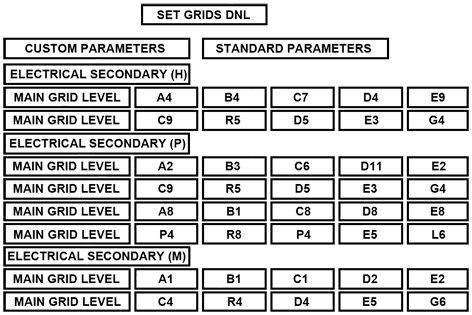 SET GRIDS DNL
CUSTOM PARAMETERS STANDARD PARAMETERS
ELECTRICAL SECONDARY (H)
MAIN GRID LEVEL A4 B4 C7 D4 E9
MAIN GRID LEVEL C9 R5 D5 E3 G4
ELECTRICAL SECONDARY (P)
MAIN GRID LEVEL A2 B3 C6 D11 E2
MAIN GRID LEVEL C9 R5 D5 E3 G4
MAIN GRID LEVEL A8 B1 C8 D8 E8
MAIN GRID LEVEL P4 R8 P4 E5 L6
ELECTRICAL SECONDARY (M)
MAIN GRID LEVEL A1 B1 C1 D2 E2
MAIN GRID LEVEL C4 R4 D4 E5 G6